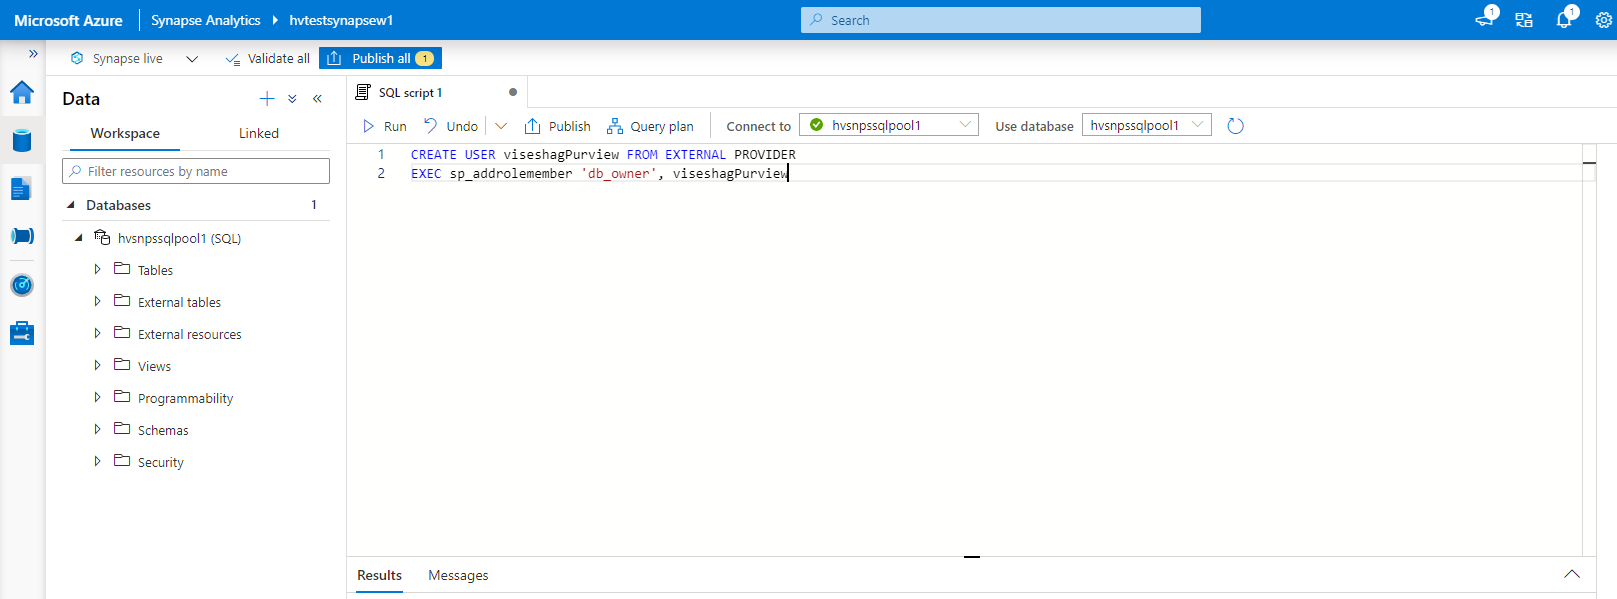 Microsoft Azure
Synapse Analytics
hvtestsynapsew1
Search
1
1
Synapse live
Validate all
Publish all 1
Data
Workspace
Linked
Filter resources by name
Databases
1
hvsnpssqlpool1 (SQL)
Tables
External tables
External resources
Views
Programmability
Schemas
Security
SQL script 1
Run
Undo
Publish
Query plan
Connect to
hvsnpssqlpool1
Use database
hvsnpssqlpool1
1 CREATE USER viseshagPurview FROM EXTERNAL PROVIDER
2 EXEC sp_addrolemember 'db_owner', viseshagPurview
Results
Messages